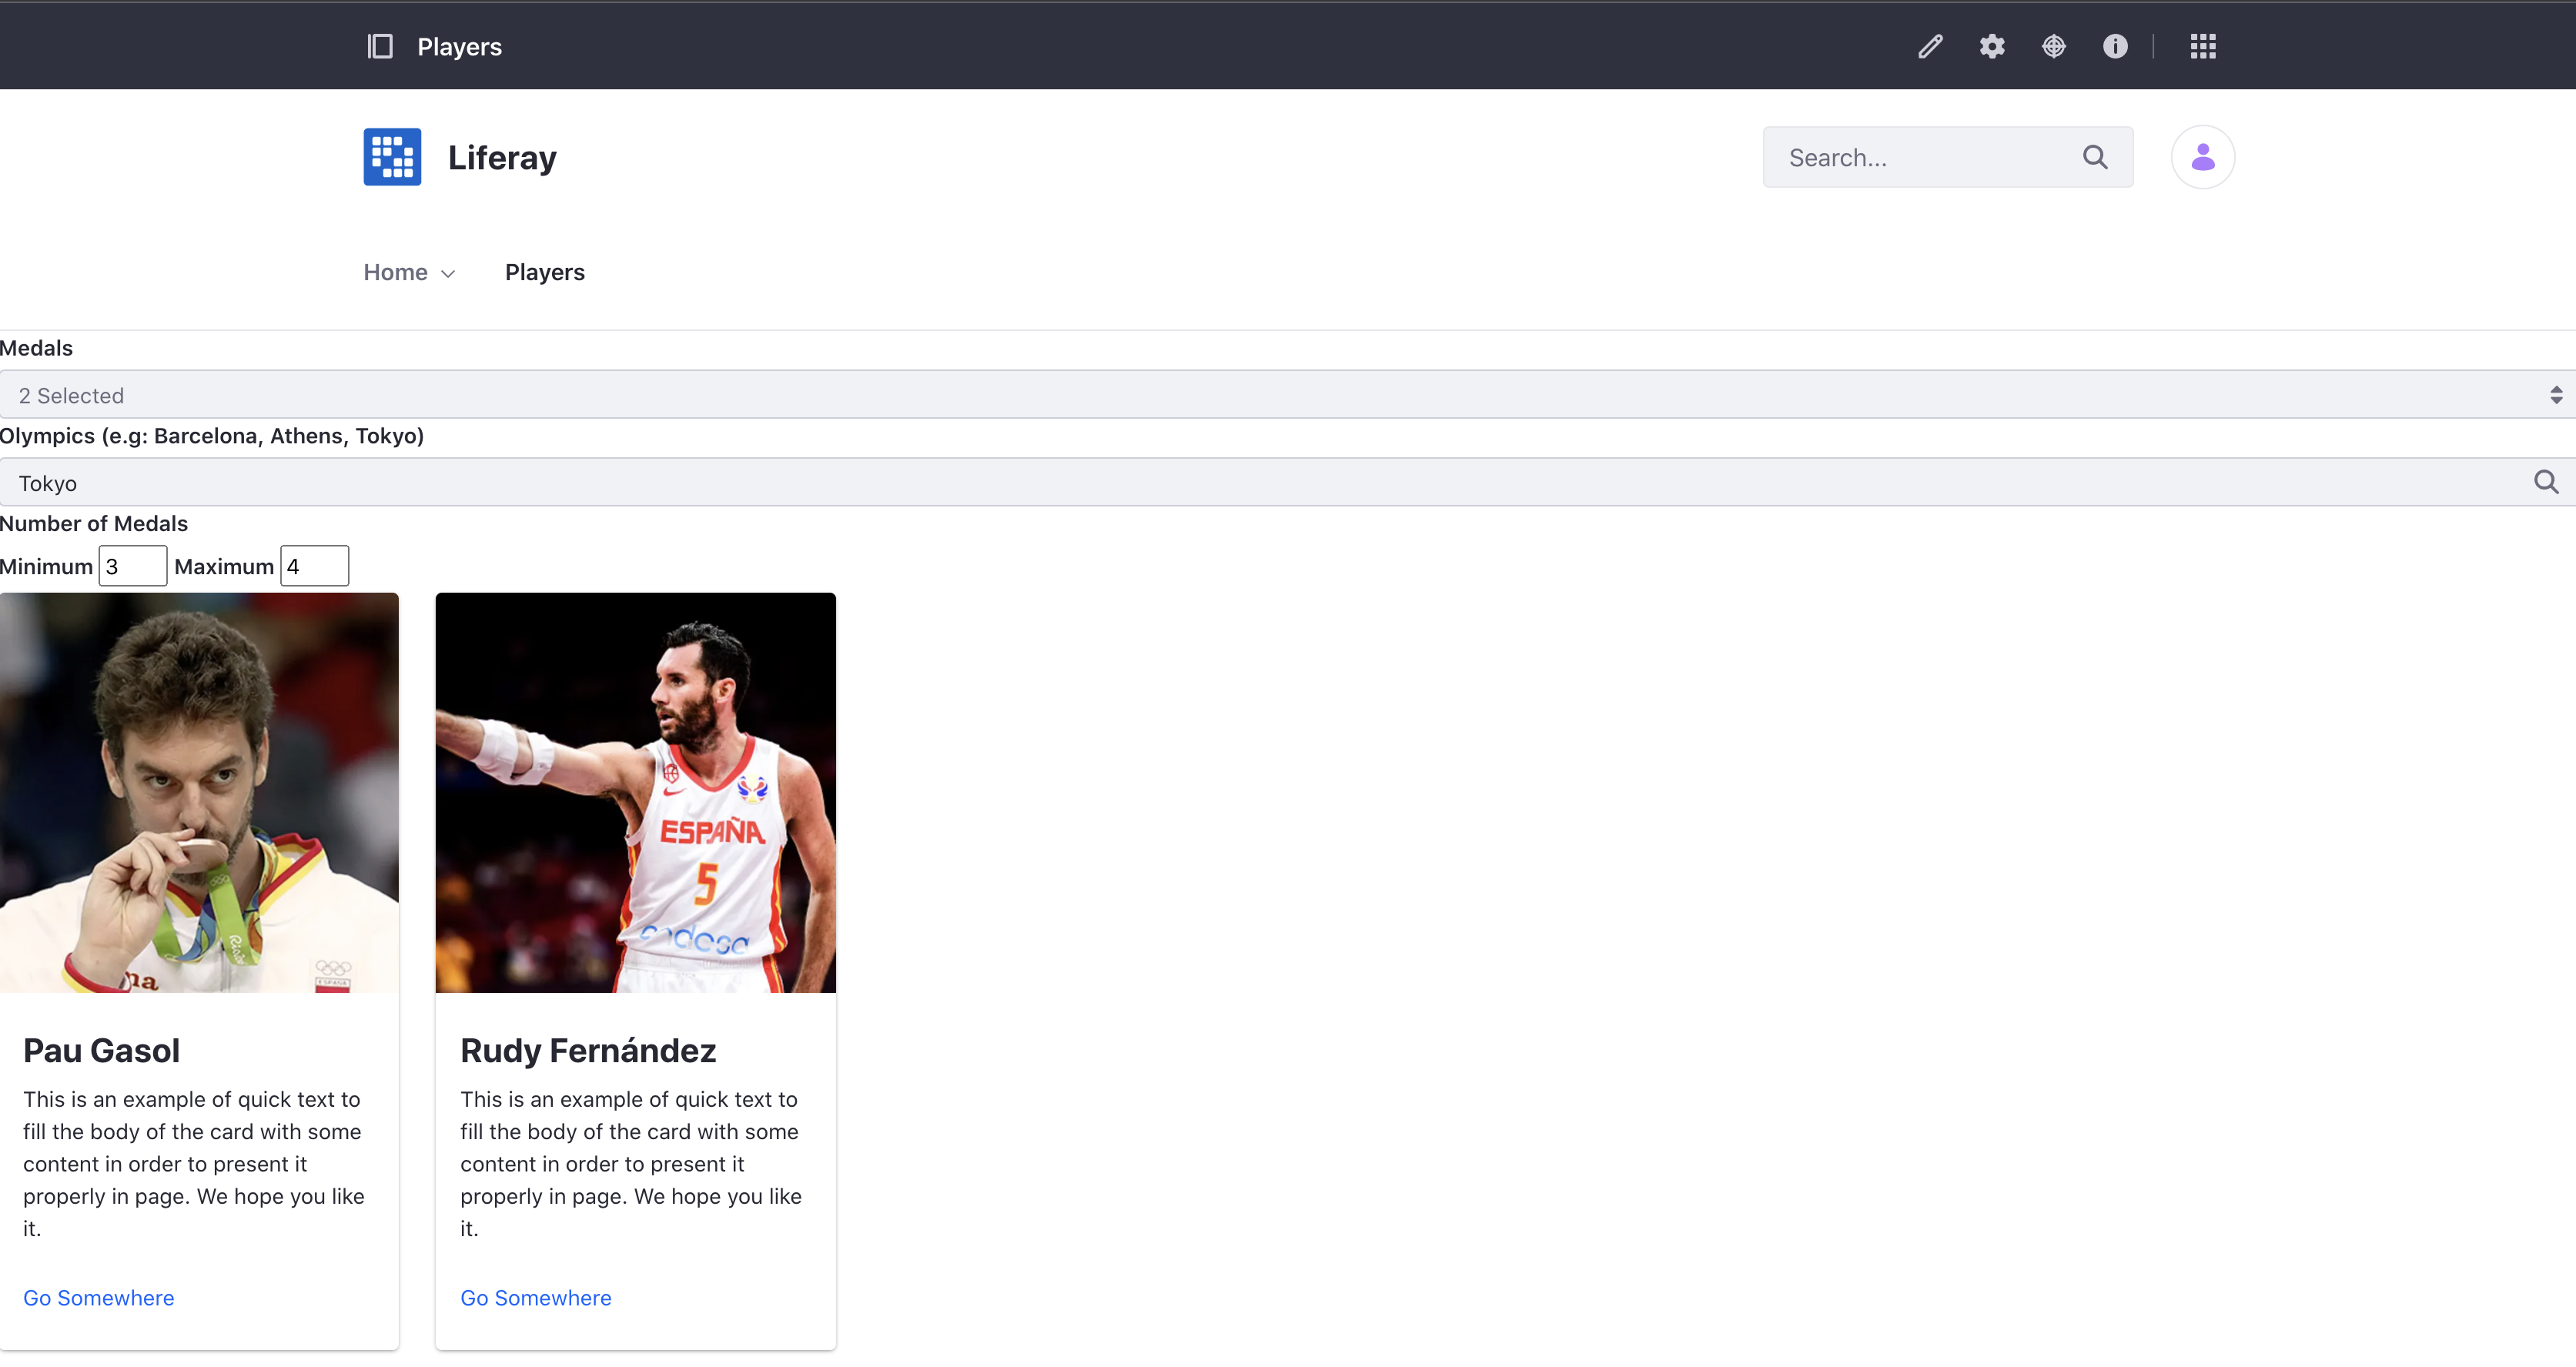 Players
Liferay
Search...
Home Players
Medals
2 Selected
Olympics (e.g: Barcelona, Athens, Tokyo)
Tokyo
Number of Medals
Minimum 3 Maximum 4
Rio
na
ESPAÑA
ESPAÑA
5
endesa
Pau Gasol
This is an example of quick text to
fill the body of the card with some
content in order to present it
properly in page. We hope you like
it.
Go Somewhere
Rudy Fernández
This is an example of quick text to
fill the body of the card with some
content in order to present it
properly in page. We hope you like
it.
Go Somewhere